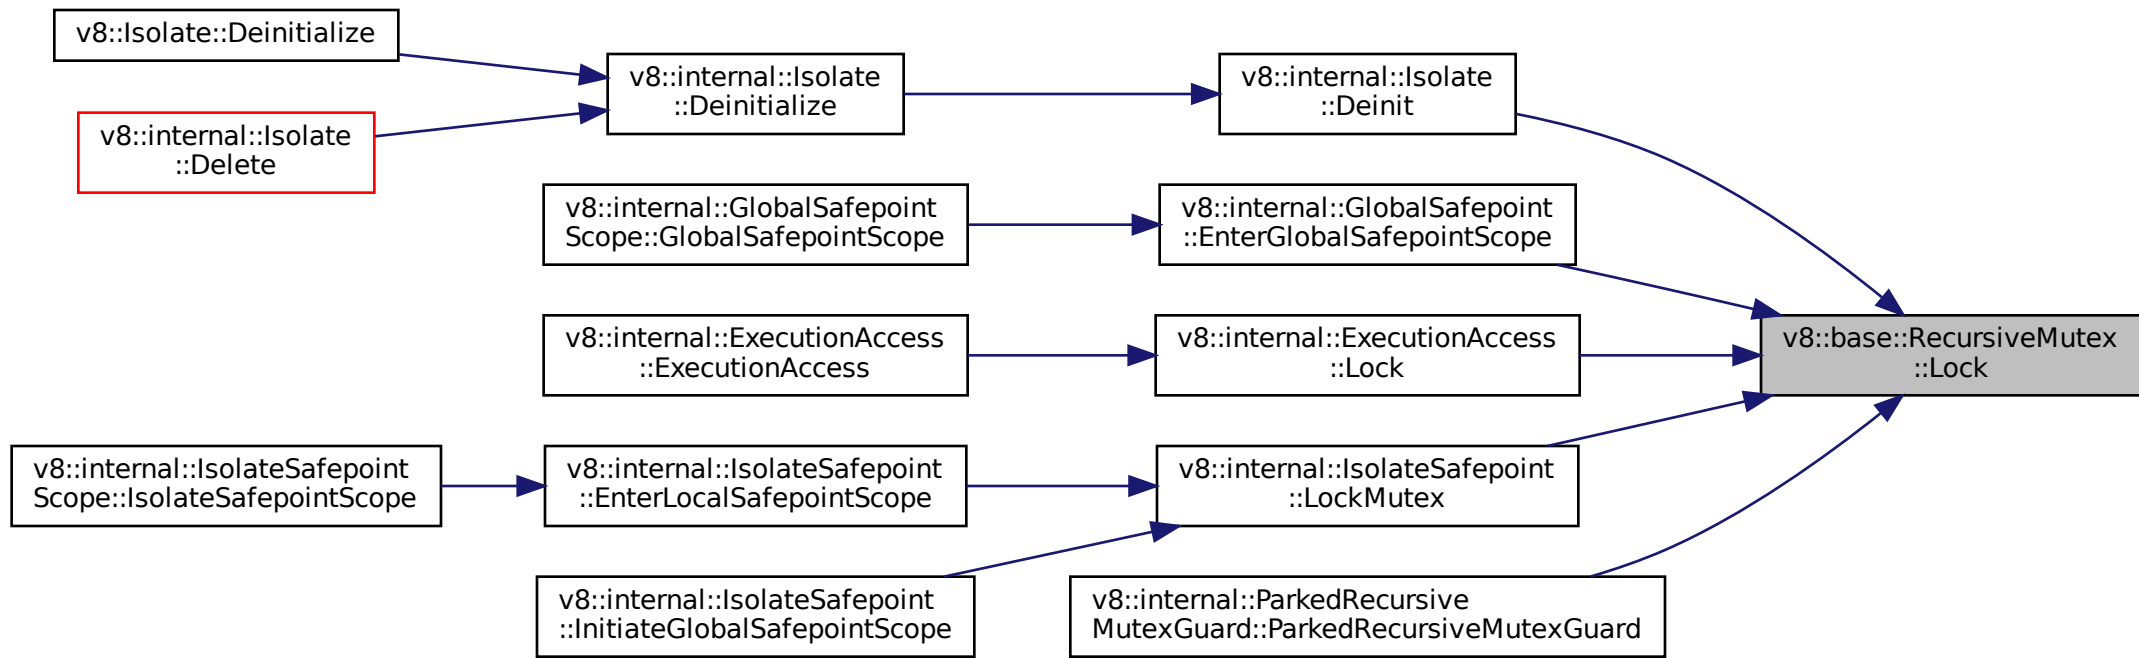 v8::Isolate::Deinitialize
v8::internal::Isolate
::Deinitialize
v8::internal::Isolate
::Deinit
v8::internal::Isolate
::Delete
v8::internal::GlobalSafepoint
Scope::GlobalSafepointScope
v8::internal::GlobalSafepoint
::EnterGlobalSafepointScope
v8::internal::ExecutionAccess
::ExecutionAccess
v8::internal::ExecutionAccess
::Lock
v8::base::RecursiveMutex
::Lock
v8::internal::IsolateSafepoint
Scope::IsolateSafepointScope
v8::internal::IsolateSafepoint
::EnterLocalSafepointScope
v8::internal::IsolateSafepoint
::LockMutex
v8::internal::IsolateSafepoint
::InitiateGlobalSafepointScope
v8::internal::ParkedRecursive
MutexGuard::ParkedRecursiveMutexGuard